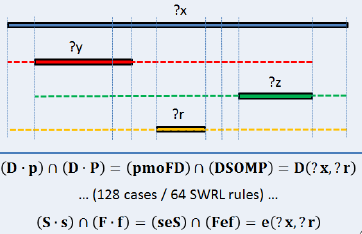 ?x
?y
?z
?r
(D · p) ∩ (D · P) = (pmoFD) ∩ (DSOMP) = D(?x, ?r)
... (128 cases / 64 SWRL rules) ...
(S · s) ∩ (F · f) = (seS) ∩ (Fef) = e(?x, ?r)